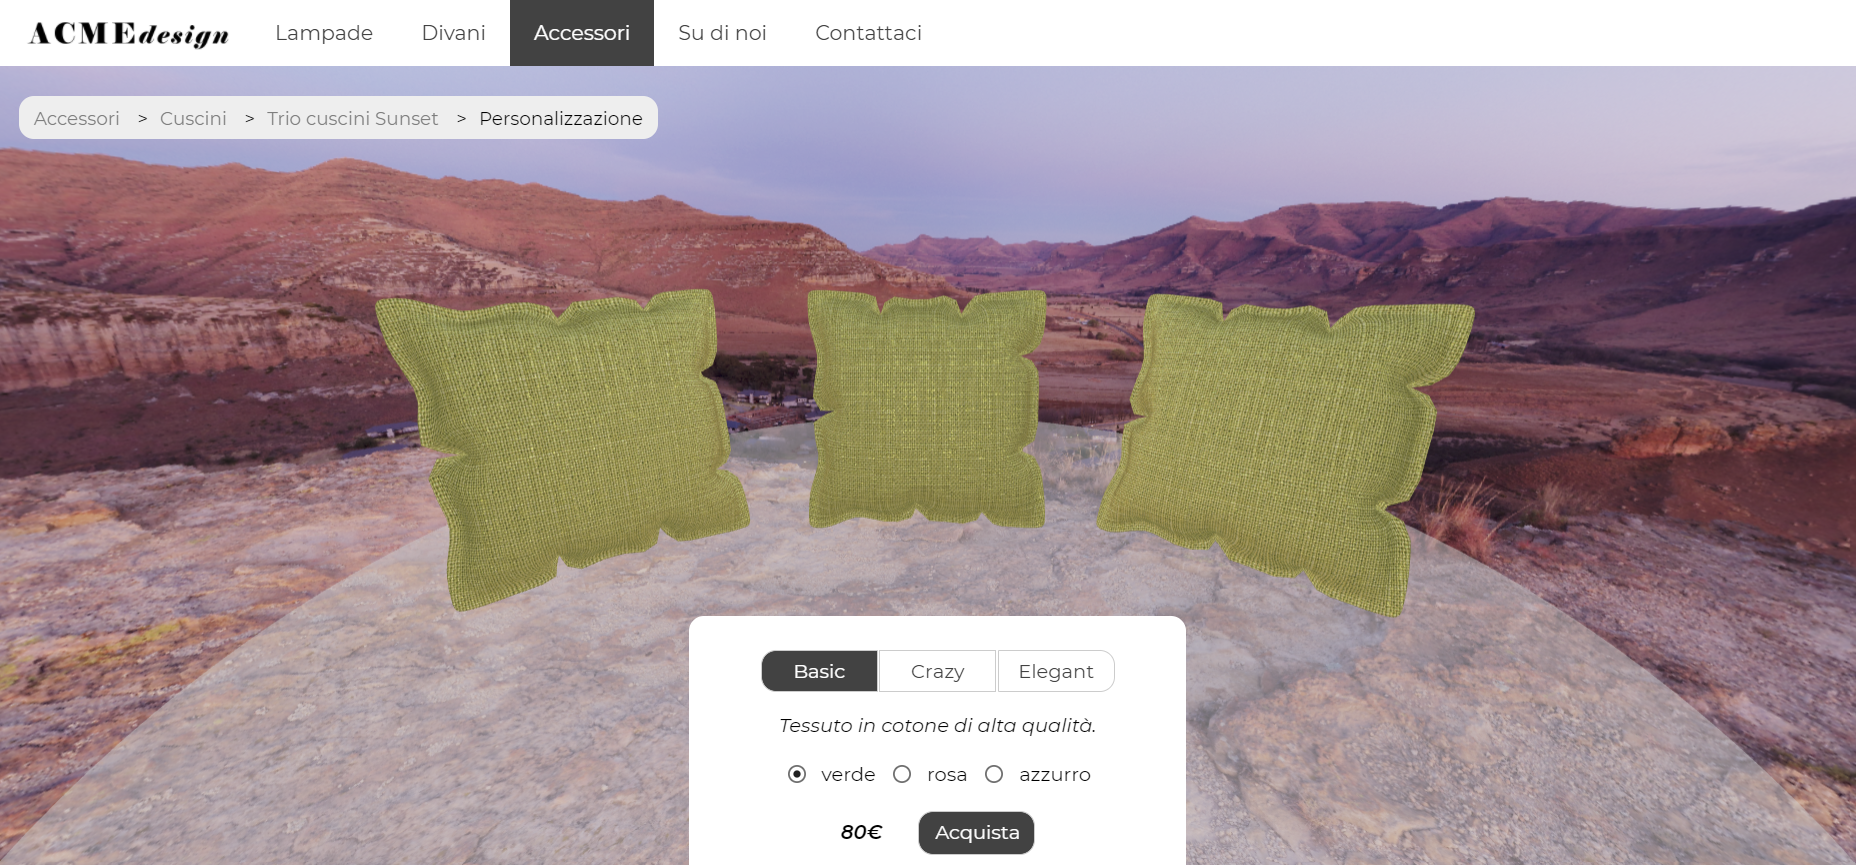 ACMEdesign Lampade Divani Accessori Su di noi Contattaci
Accessori > Cuscini > Trio cuscini Sunset > Personalizzazione
Basic Crazy Elegant
Tessuto in cotone di alta qualità.
verde rosa azzurro
80€ Acquista